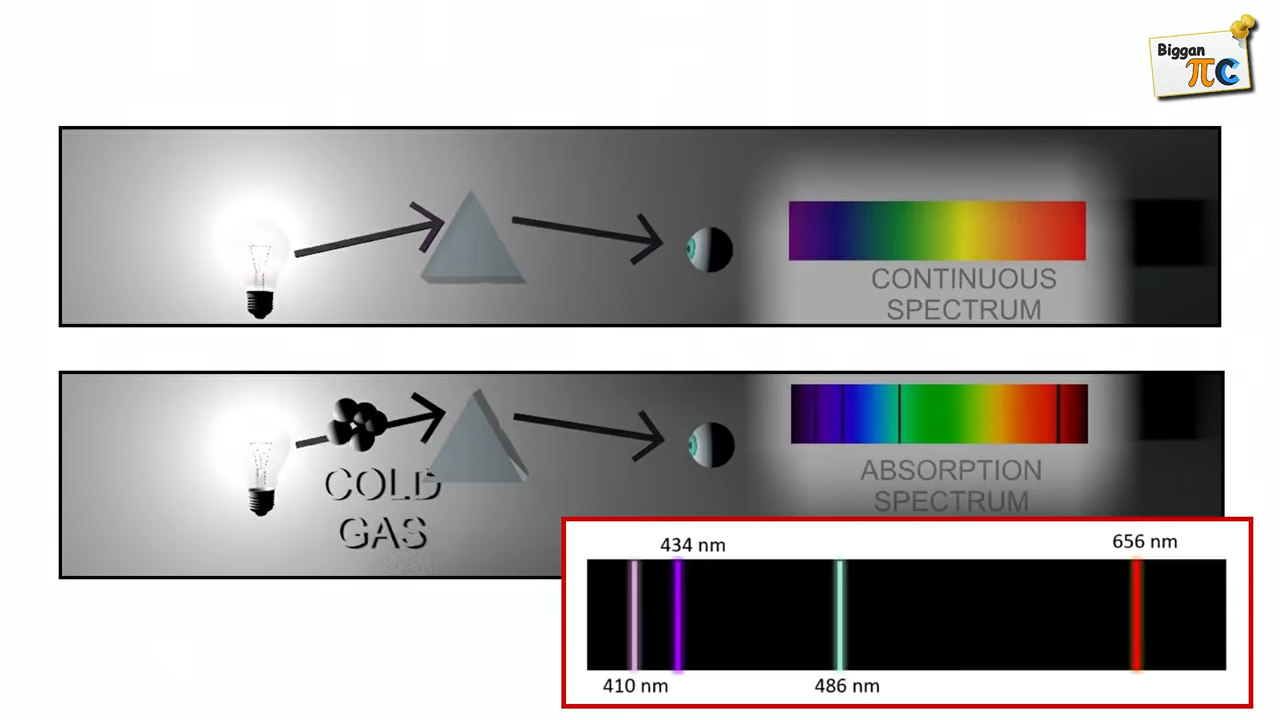 Biggan
πC
CONTINUOUS
SPECTRUM
COLD
GAS
ABSORPTION
SPECTRUM
434 nm
656 nm
410 nm
486 nm